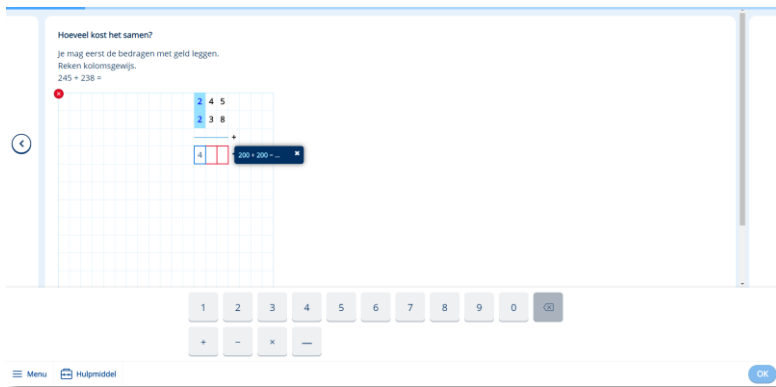 Hoeveel kost het samen?
Je mag eerst de bedragen met geld leggen.
Reken kolomsgewijs.
245 + 238 =
2 4 5
2 3 8
+
4
200 + 200 = ...
1 2 3 4 5 6 7 8 9 0
+ − × —
Menu Hulpmiddel OK